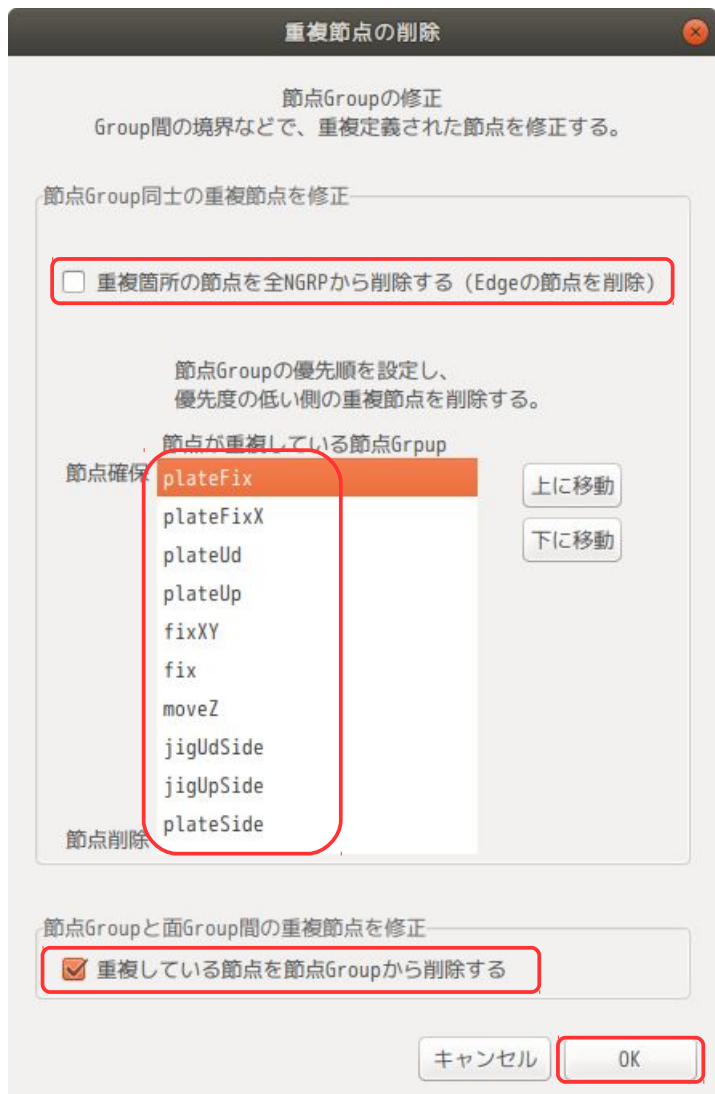 重複節点の削除
節点Groupの修正
Group間の境界などで、重複定義された節点を修正する。
節点Group同士の重複節点を修正
重複箇所の節点を全NGRPから削除する (Edgeの節点を削除)
節点Groupの優先順を設定し、
優先度の低い側の重複節点を削除する。
節点が重複している節点Grpup
節点確保
plateFix
上に移動
plateFixX
下に移動
plateUd
plateUp
fixXY
fix
moveZ
jigUdSide
jigUpSide
plateSide
節点削除
節点Groupと面Group間の重複節点を修正
重複している節点を節点Groupから削除する
キャンセル
OK